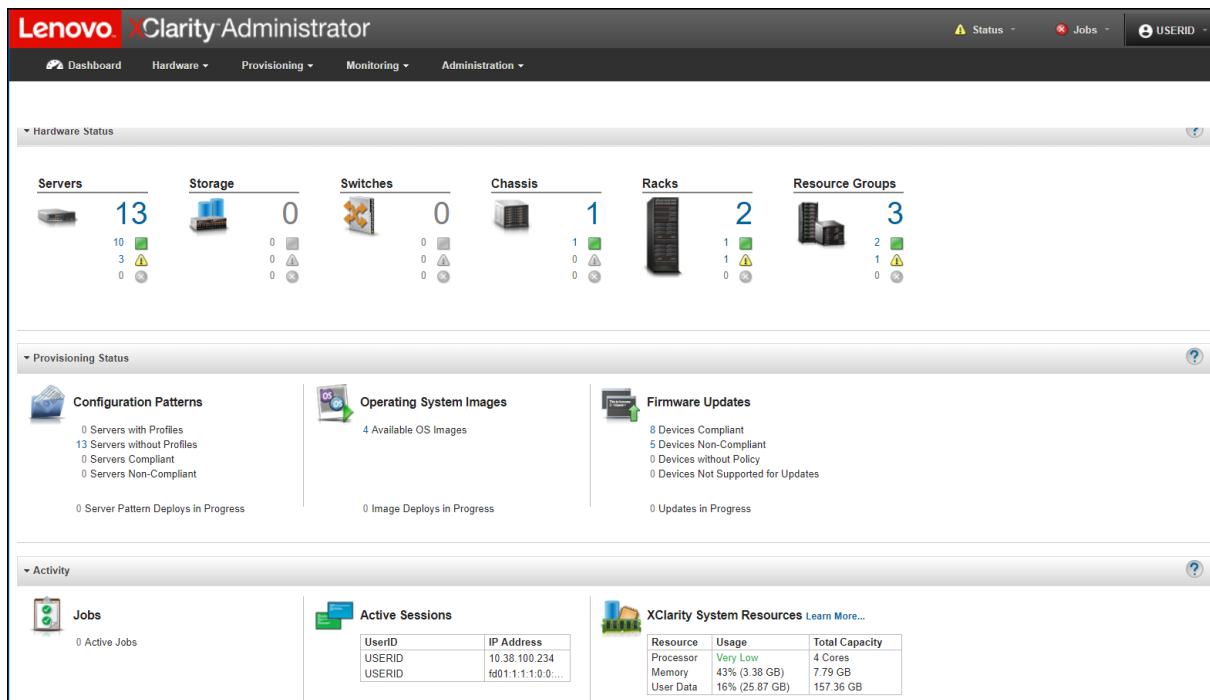 Lenovo. XClarity Administrator
Status
Jobs
USERID
Dashboard Hardware Provisioning Monitoring Administration
Hardware Status
?
Servers Storage Switches Chassis Racks Resource Groups
13 0 0 1 2 3
10 0 0 1 1 2
3 0 0 0 1 1
0 0 0 0 0 0
Provisioning Status
?
Configuration Patterns
0 Servers with Profiles
13 Servers without Profiles
0 Servers Compliant
0 Servers Non-Compliant
0 Server Pattern Deploys in Progress
OS
OS
Operating System Images
4 Available OS Images
0 Image Deploys in Progress
Firmware Updates
8 Devices Compliant
5 Devices Non-Compliant
0 Devices without Policy
0 Devices Not Supported for Updates
0 Updates in Progress
Activity
?
Jobs
0 Active Jobs
Active Sessions
UserID IP Address
USERID 10.38.100.234
USERID fd01:1:1:1:0:0:...
XClarity System Resources Learn More...
Resource Usage Total Capacity
Processor Very Low 4 Cores
Memory 43% (3.38 GB) 7.79 GB
User Data 16% (25.87 GB) 157.36 GB